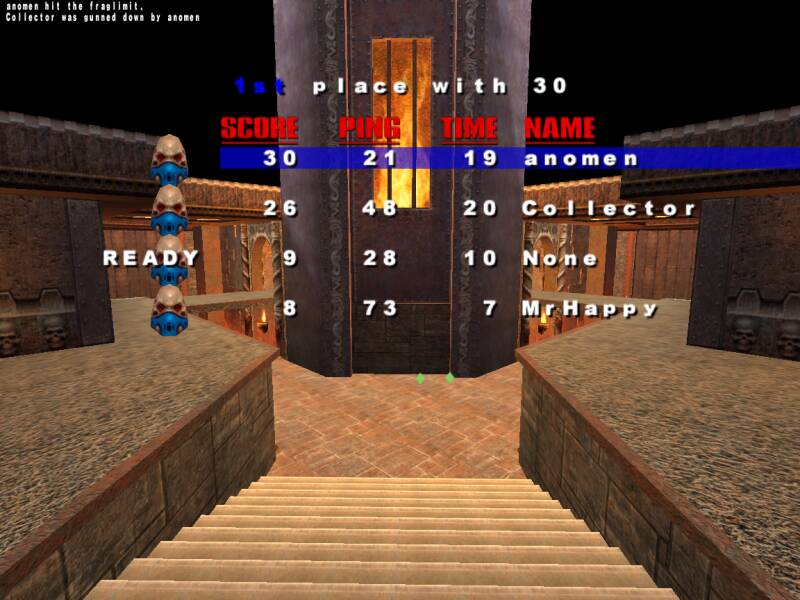 anomen hit the fraglimit.
Collector was gunned down by anomen
1st place with 30
SCORE PING TIME NAME
30 21 19 anomen
26 48 20 Collector
READY 9 28 10 None
8 73 7 MrHappy